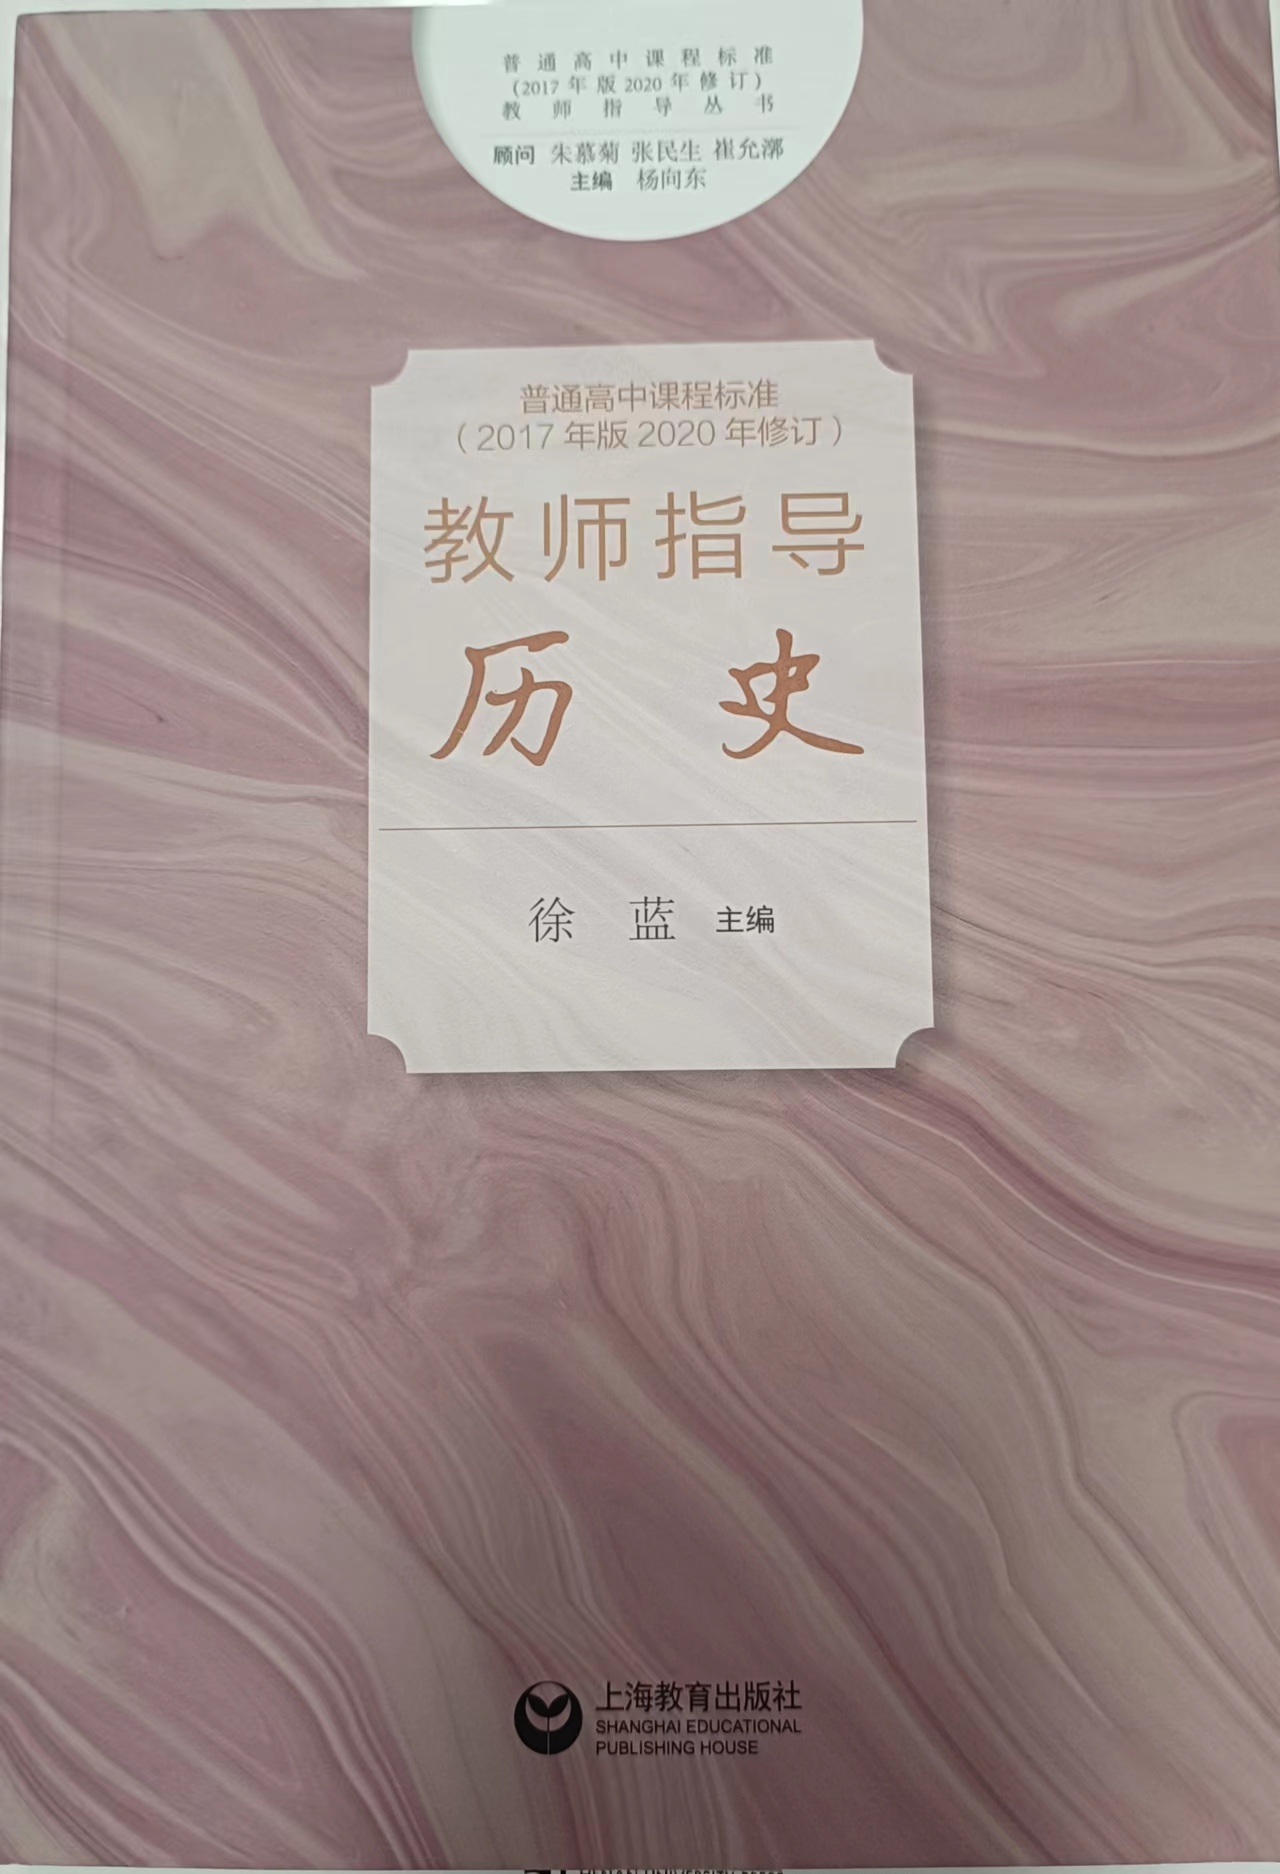 普通高中课程标准
(2017年版2020年修订)
教师指导丛书
顾问 朱慕菊 张民生 崔允漷
主编 杨向东
普通高中课程标准
（2017年版2020年修订）
教师指导
历史
徐蓝 主编
上海教育出版社
SHANGHAI EDUCATIONAL
PUBLISHING HOUSE